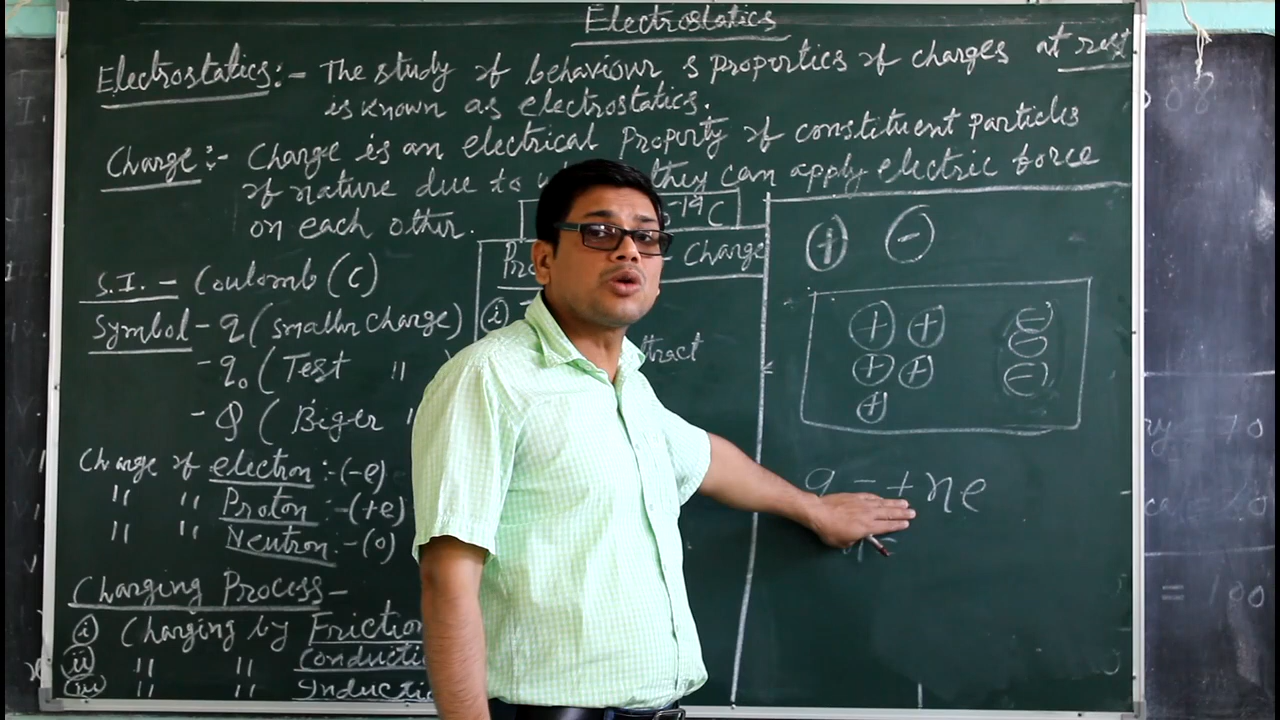 Electrostatics
Electrostatics:- The study of behaviour & properties of charges at rest
is known as electrostatics.
Charge:- Charge is an electrical property of constituent particles
of nature due to they can apply electric force
on each other.
-19 C
S.I. - Coulomb (C)
Charge
Symbol - q (smaller charge)
(i)
- q₀ (Test "
ttract
- Q ( Biger "
Charge of electron :- (-e)
" " Proton :- (+e)
" " Neutron :- (0)
Charging Process -
(i) Charging by Friction
(ii) " " Conducti
(iii) " " Inducti
+ -
+ + -
-
+ + -
+
q = + ne
= 100